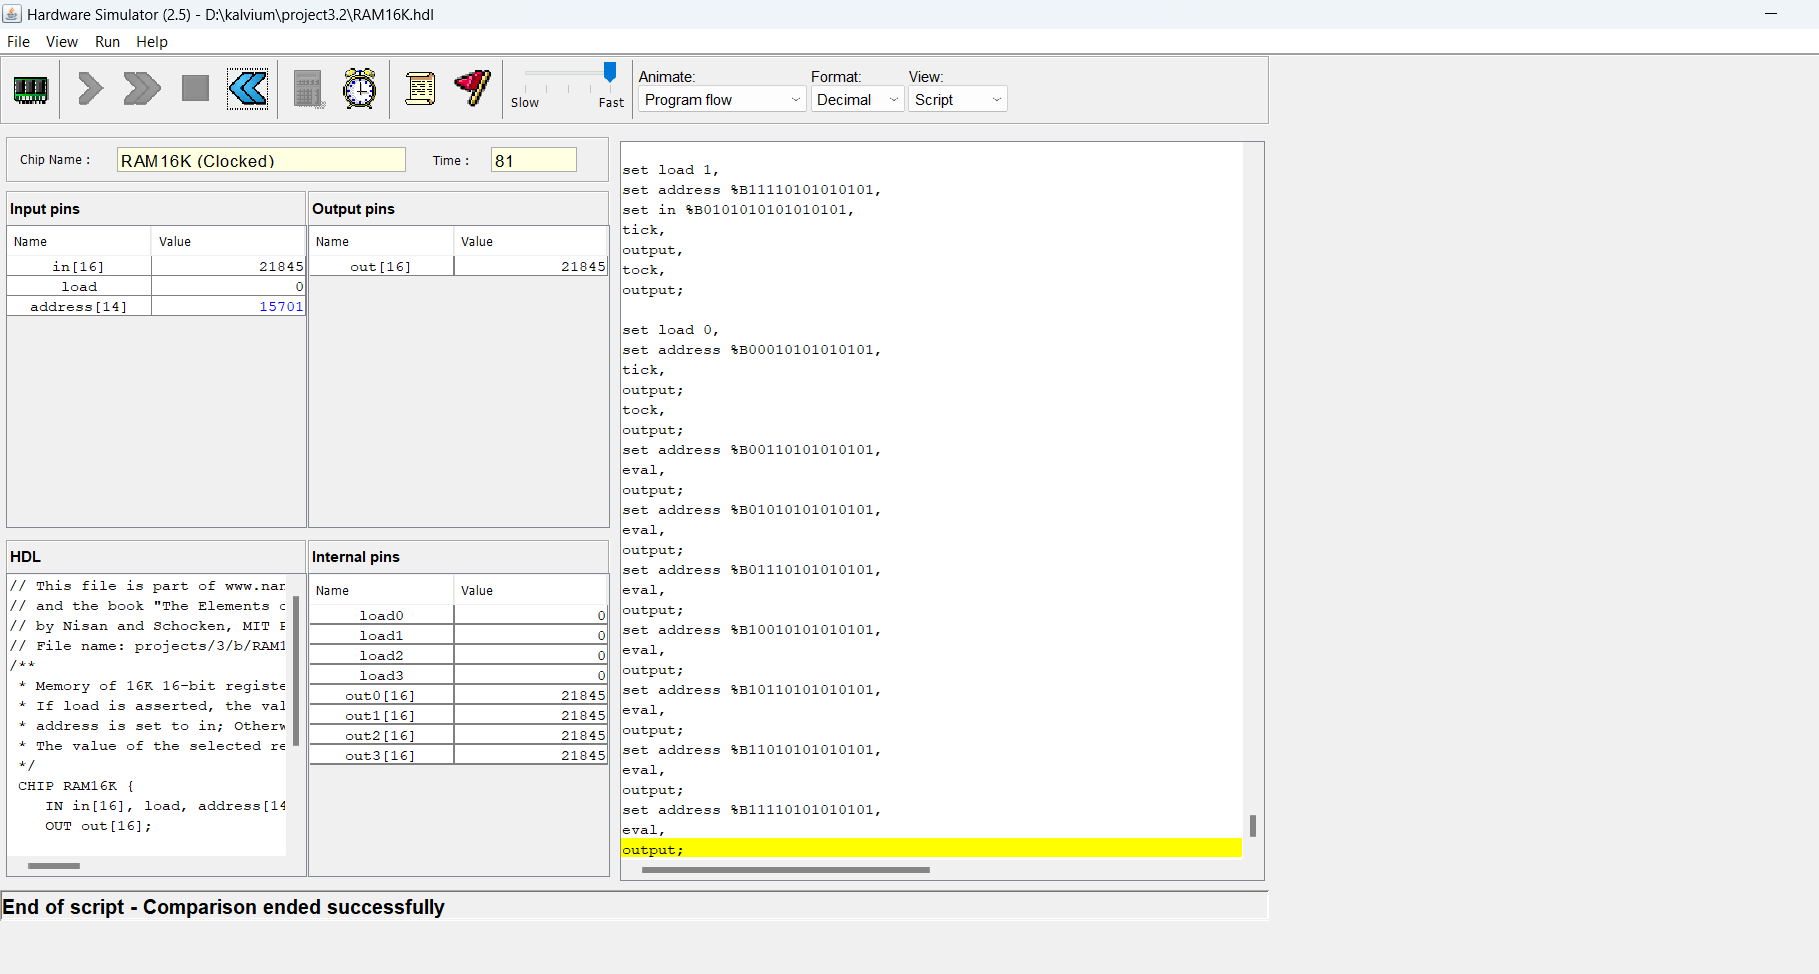 Hardware Simulator (2.5) - D:\kalvium\project3.2\RAM16K.hdl
File View Run Help
Slow Fast
Animate: Format: View:
Program flow Decimal Script
Chip Name : RAM16K (Clocked) Time : 81
Input pins
Name Value
in[16] 21845
load 0
address[14] 15701
Output pins
Name Value
out[16] 21845
HDL
// This file is part of www.nan
// and the book "The Elements o
// by Nisan and Schocken, MIT P
// File name: projects/3/b/RAM1
/**
* Memory of 16K 16-bit registe
* If load is asserted, the val
* address is set to in; Otherw
* The value of the selected re
*/
CHIP RAM16K {
IN in[16], load, address[14
OUT out[16];
Internal pins
Name Value
load0 0
load1 0
load2 0
load3 0
out0[16] 21845
out1[16] 21845
out2[16] 21845
out3[16] 21845
set load 1,
set address %B11110101010101,
set in %B0101010101010101,
tick,
output,
tock,
output;
set load 0,
set address %B00010101010101,
tick,
output;
tock,
output;
set address %B00110101010101,
eval,
output;
set address %B01010101010101,
eval,
output;
set address %B01110101010101,
eval,
output;
set address %B10010101010101,
eval,
output;
set address %B10110101010101,
eval,
output;
set address %B11010101010101,
eval,
output;
set address %B11110101010101,
eval,
output;
End of script - Comparison ended successfully